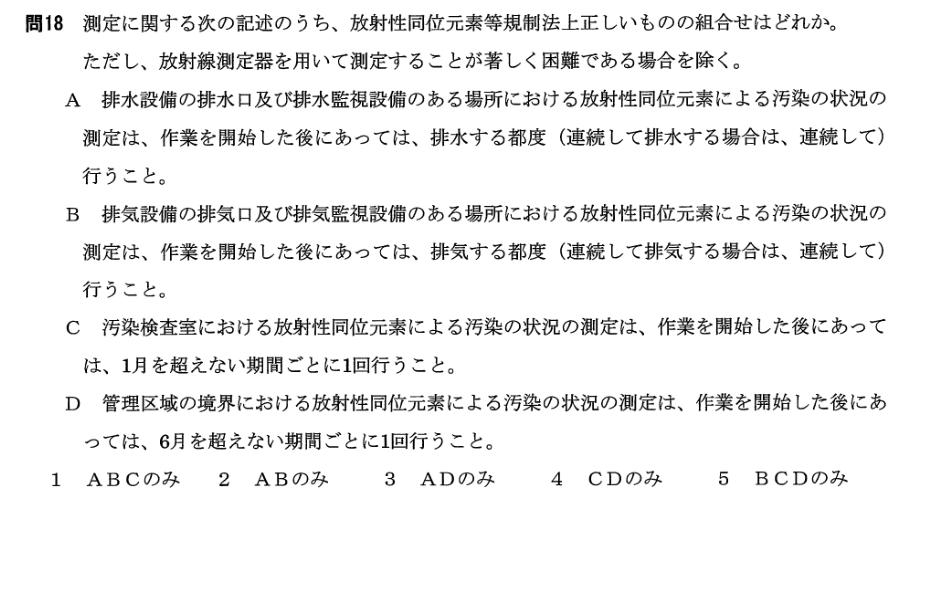 問18 測定に関する次の記述のうち、放射性同位元素等規制法上正しいものの組合せはどれか。
ただし、放射線測定器を用いて測定することが著しく困難である場合を除く。
A 排水設備の排水口及び排水監視設備のある場所における放射性同位元素による汚染の状況の
測定は、作業を開始した後にあっては、排水する都度（連続して排水する場合は、連続して）
行うこと。
B 排気設備の排気口及び排気監視設備のある場所における放射性同位元素による汚染の状況の
測定は、作業を開始した後にあっては、排気する都度（連続して排気する場合は、連続して）
行うこと。
C 汚染検査室における放射性同位元素による汚染の状況の測定は、作業を開始した後にあって
は、1月を超えない期間ごとに1回行うこと。
D 管理区域の境界における放射性同位元素による汚染の状況の測定は、作業を開始した後にあ
っては、6月を超えない期間ごとに1回行うこと。
1 ＡＢＣのみ 2 ＡＢのみ 3 ＡＤのみ 4 ＣＤのみ 5 ＢＣＤのみ